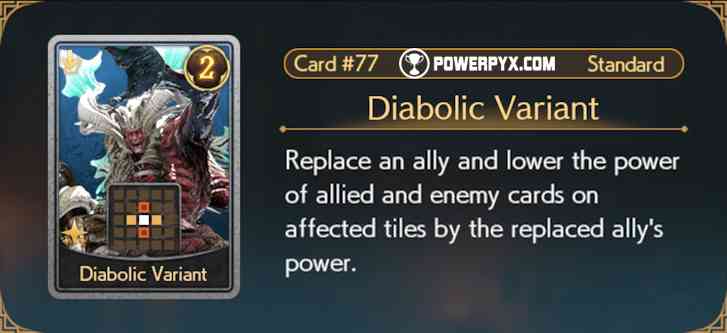 2
Diabolic Variant
Card #77 POWERPYX.COM Standard
Diabolic Variant
Replace an ally and lower the power
of allied and enemy cards on
affected tiles by the replaced ally's
power.